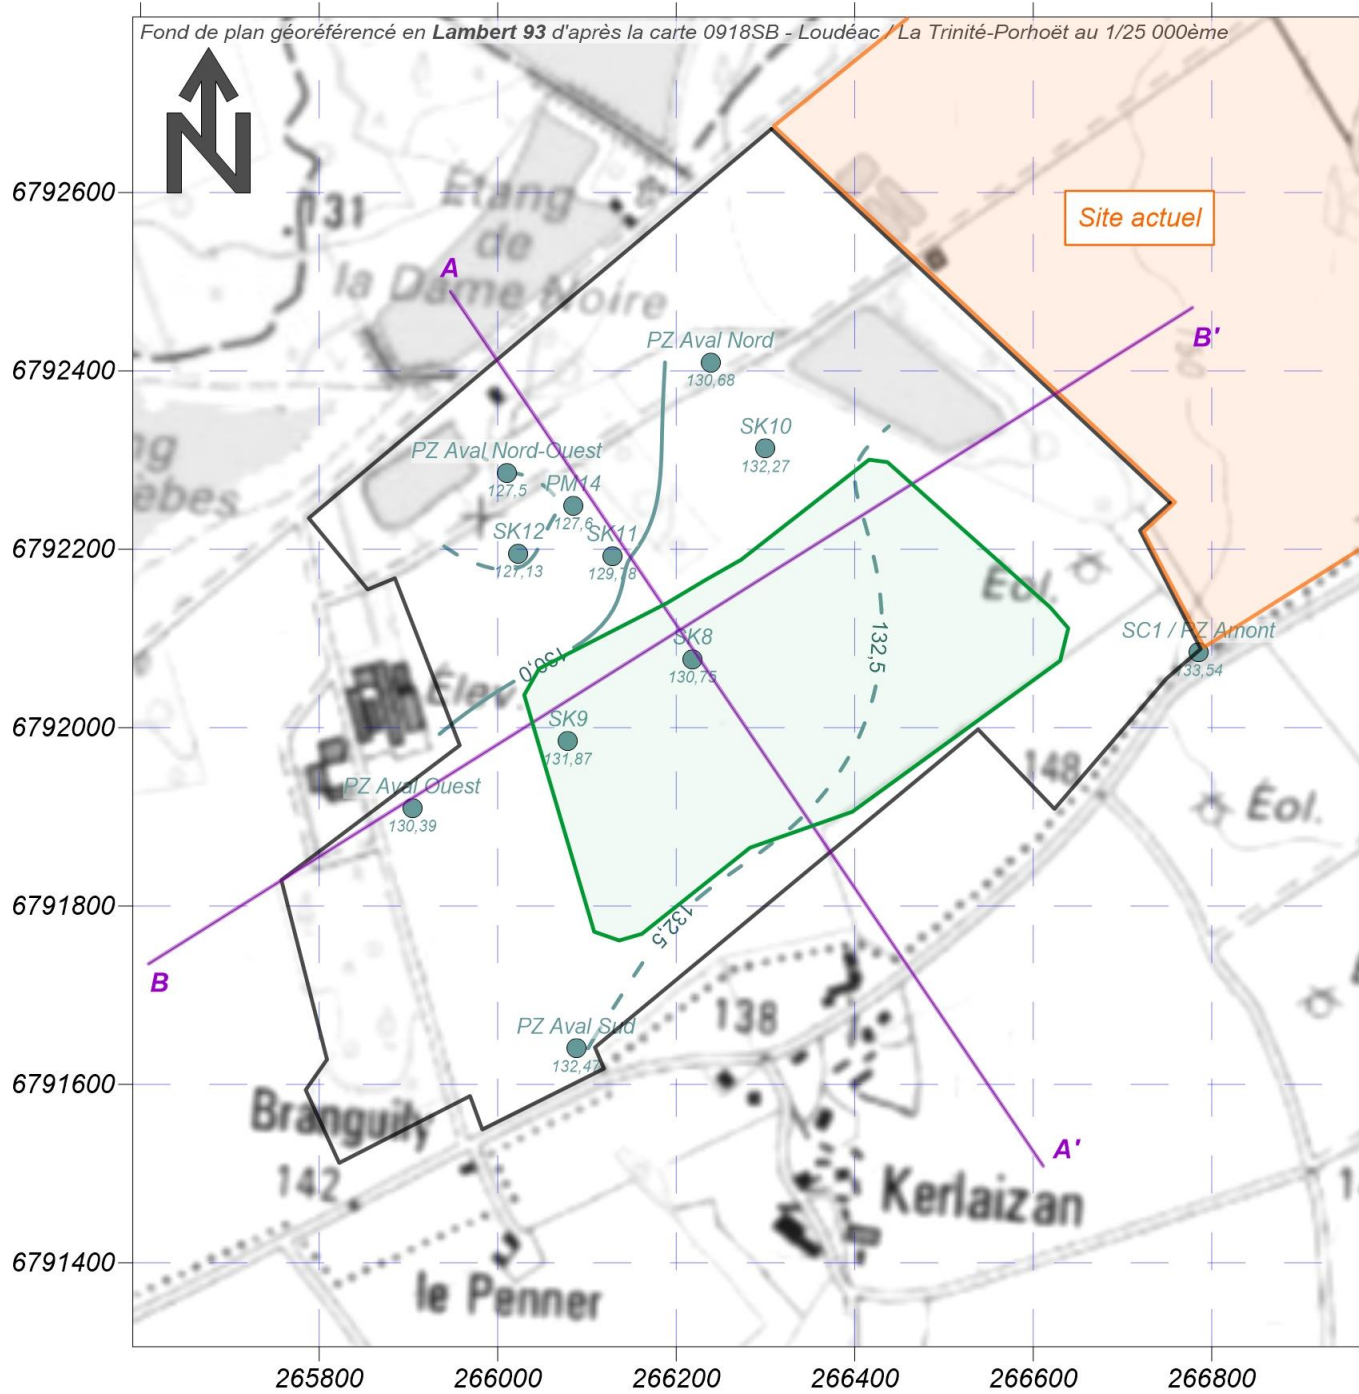 Fond de plan géoréférencé en Lambert 93 d'après la carte 0918SB - Loudéac / La Trinité-Porhoët au 1/25 000ème
N
6792600
131
Étang
de
la Dame Noire
Site actuel
A
B'
6792400
PZ Aval Nord
130,68
SK10
132,27
PZ Aval Nord-Ouest
127,5
PM14
127,6
SK12
127,13
SK11
129,78
6792200
Éol.
132,5
SC1 / PZ Amont
133,54
SK8
130,75
130,0
Élev.
6792000
SK9
131,87
148
PZ Aval Ouest
130,39
Éol.
6791800
132,5
B
138
PZ Aval Sud
132,47
6791600
Branguily
A'
142
Kerlaizan
6791400
le Penner
265800
266000
266200
266400
266600
266800